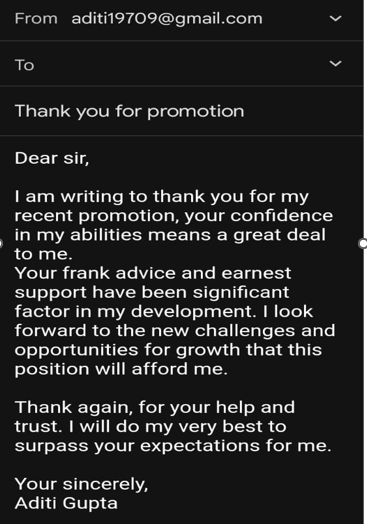 From aditi19709@gmail.com
To
Thank you for promotion
Dear sir,
I am writing to thank you for my
recent promotion, your confidence
in my abilities means a great deal
to me.
Your frank advice and earnest
support have been significant
factor in my development. I look
forward to the new challenges and
opportunities for growth that this
position will afford me.
Thank again, for your help and
trust. I will do my very best to
surpass your expectations for me.
Your sincerely,
Aditi Gupta